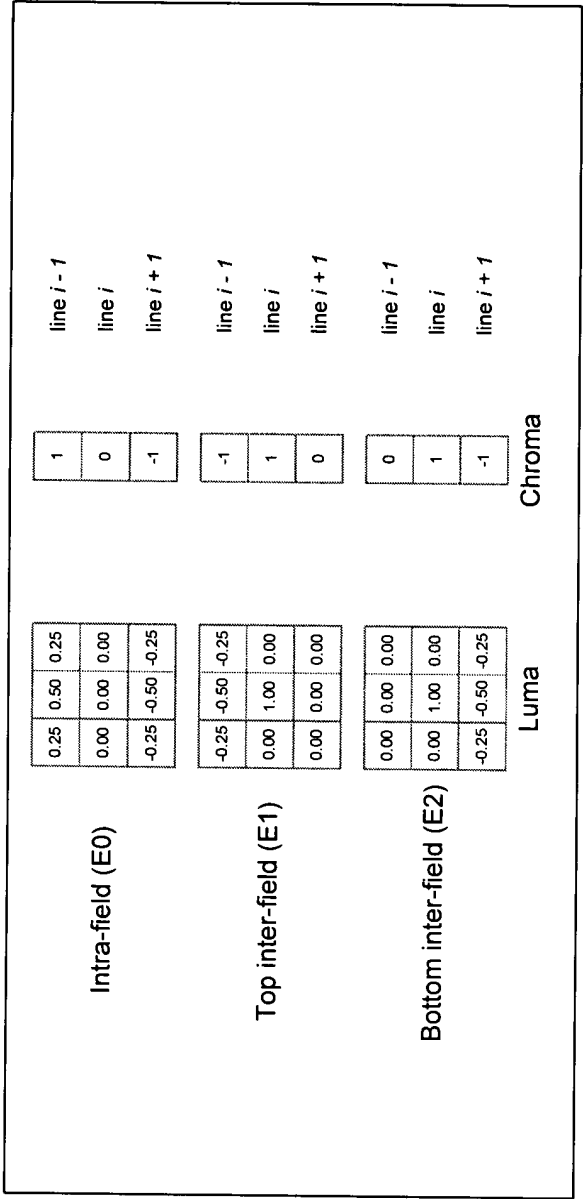 0.25 0.50 0.25 1 line i - 1
Intra-field (E0) 0.00 0.00 0.00 0 line i
-0.25 -0.50 -0.25 -1 line i + 1
-0.25 -0.50 -0.25 -1 line i - 1
Top inter-field (E1) 0.00 1.00 0.00 1 line i
0.00 0.00 0.00 0 line i + 1
0.00 0.00 0.00 0 line i - 1
Bottom inter-field (E2) 0.00 1.00 0.00 1 line i
-0.25 -0.50 -0.25 -1 line i + 1
Luma Chroma